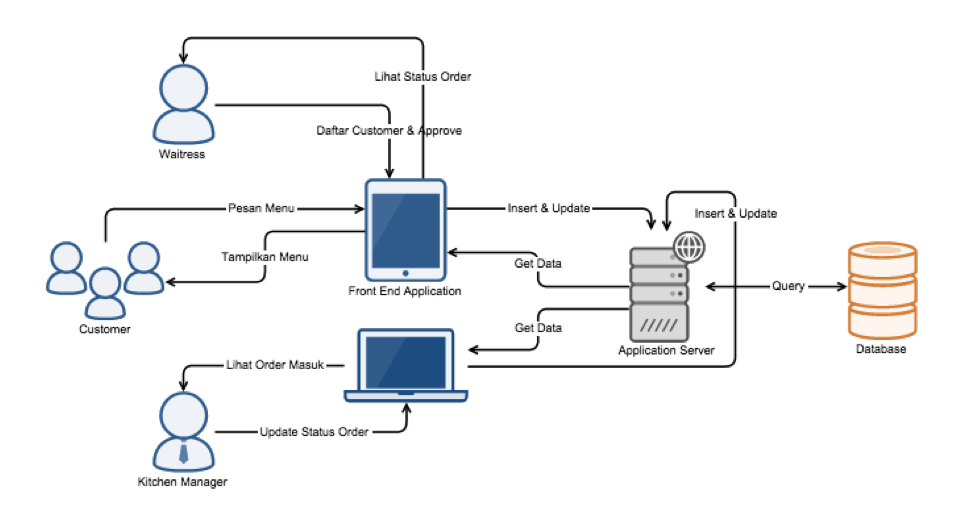 Lihat Status Order
Daftar Customer & Approve
Waitress
Pesan Menu
Insert & Update
Insert & Update
Tampilkan Menu
Get Data
Front End Application
Query
Customer
Get Data
Application Server
Database
Lihat Order Masuk
Update Status Order
Kitchen Manager